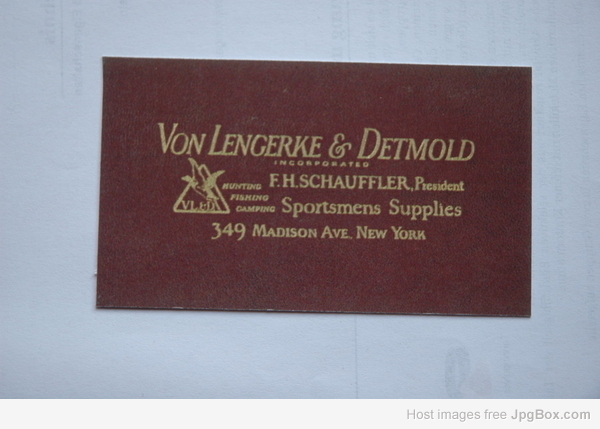 VON LENGERKE & DETMOLD
INCORPORATED
F.H. SCHAUFFLER, President
HUNTING
FISHING
CAMPING
VL&D
Sportsmens Supplies
349 MADISON AVE., NEW YORK
Host images free JpgBox.com